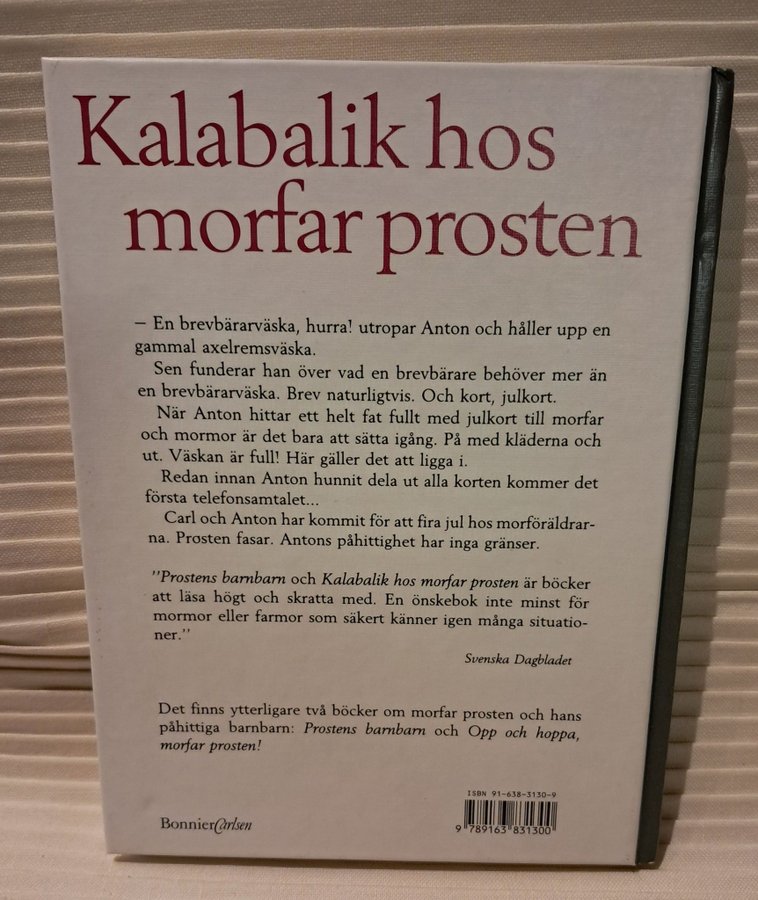 Kalabalik hos
morfar prosten
– En brevbärarväska, hurra! utropar Anton och håller upp en
gammal axelremsväska.
Sen funderar han över vad en brevbärare behöver mer än
en brevbärarväska. Brev naturligtvis. Och kort, julkort.
När Anton hittar ett helt fat fullt med julkort till morfar
och mormor är det bara att sätta igång. På med kläderna och
ut. Väskan är full! Här gäller det att ligga i.
Redan innan Anton hunnit dela ut alla korten kommer det
första telefonsamtalet...
Carl och Anton har kommit för att fira jul hos morföräldrar-
na. Prosten fasar. Antons påhittighet har inga gränser.
"Prostens barnbarn och Kalabalik hos morfar prosten är böcker
att läsa högt och skratta med. En önskebok inte minst för
mormor eller farmor som säkert känner igen många situatio-
ner."
Svenska Dagbladet
Det finns ytterligare två böcker om morfar prosten och hans
påhittiga barnbarn: Prostens barnbarn och Opp och hoppa,
morfar prosten!
ISBN 91-638-3130-9
BonnierCarlsen
9 789163 831300